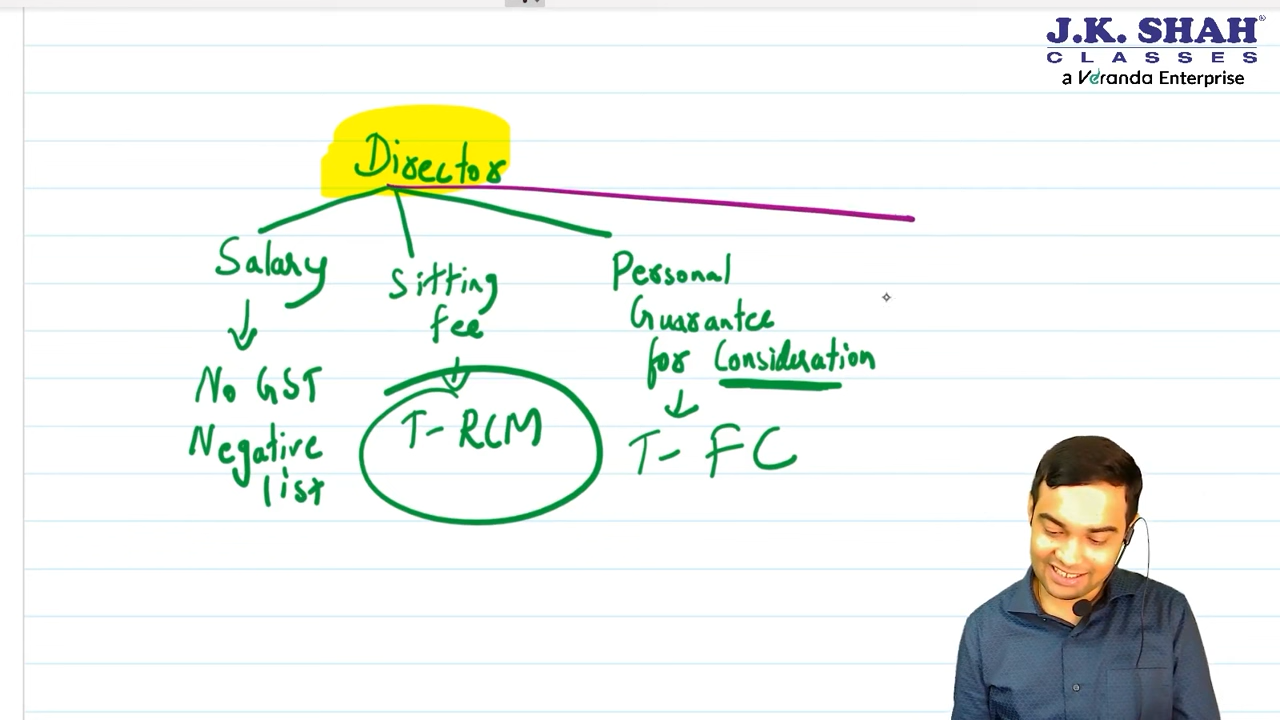 J.K. SHAH®
CLASSES
a Veranda Enterprise
Director
Salary
No GST
Negative
list
Sitting
fee
T- RCM
Personal
Guarantee
for Consideration
T- FC